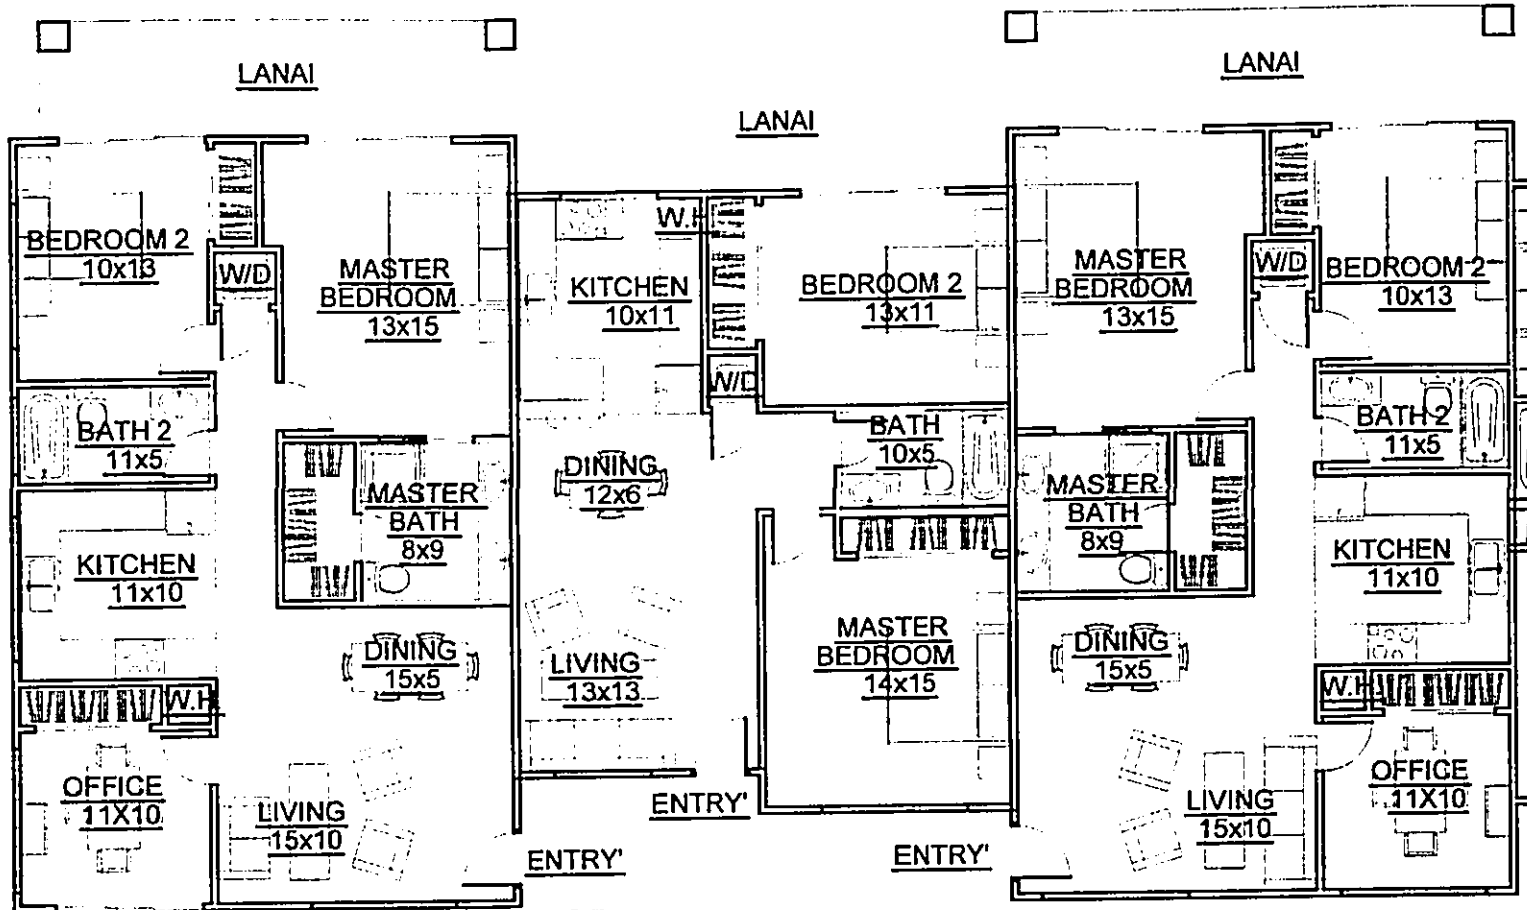 LANAI
LANAI
LANAI
BEDROOM 2
10x13
W/D
MASTER
BEDROOM
13x15
BATH 2
11x5
MASTER
BATH
8x9
KITCHEN
11x10
DINING
15x5
W.H
OFFICE
11X10
LIVING
15x10
ENTRY'
W.H
KITCHEN
10x11
BEDROOM 2
13x11
W/D
BATH
10x5
DINING
12x6
LIVING
13x13
MASTER
BEDROOM
14x15
ENTRY'
MASTER
BEDROOM
13x15
W/D
BEDROOM 2
10x13
BATH 2
11x5
MASTER
BATH
8x9
KITCHEN
11x10
DINING
15x5
W.H
OFFICE
11X10
LIVING
15x10
ENTRY'